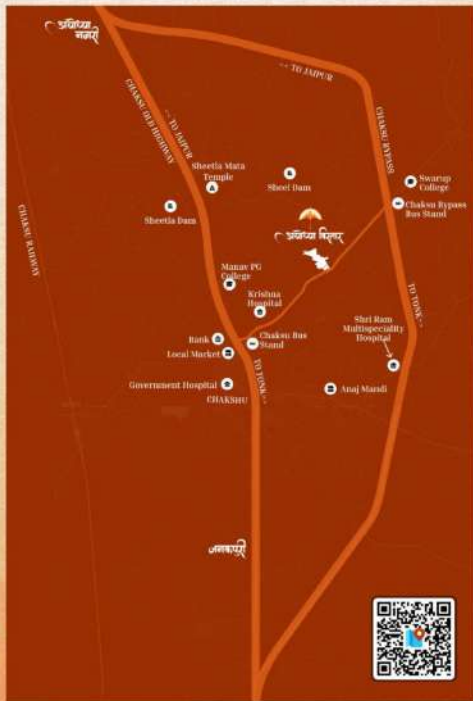 अयोध्या
नगरी
<< TO JAIPUR
CHAKSU OLD HIGHWAY
<< TO JAIPUR
CHAKSU BYPASS
Sheetla Mata
Temple
Sheel Dam
Swarup
College
CHAKSU RAILWAY
Sheetla Dam
Chaksu Bypass
Bus Stand
अयोध्या विस्तार
Manav PG
College
Krishna
Hospital
TO TONK >>
Shri Ram
Multispeciality
Hospital
Bank
Chaksu Bus
Stand
Local Market
TO TONK >>
Government Hospital
Anaj Mandi
CHAKSHU
जनकपुरी